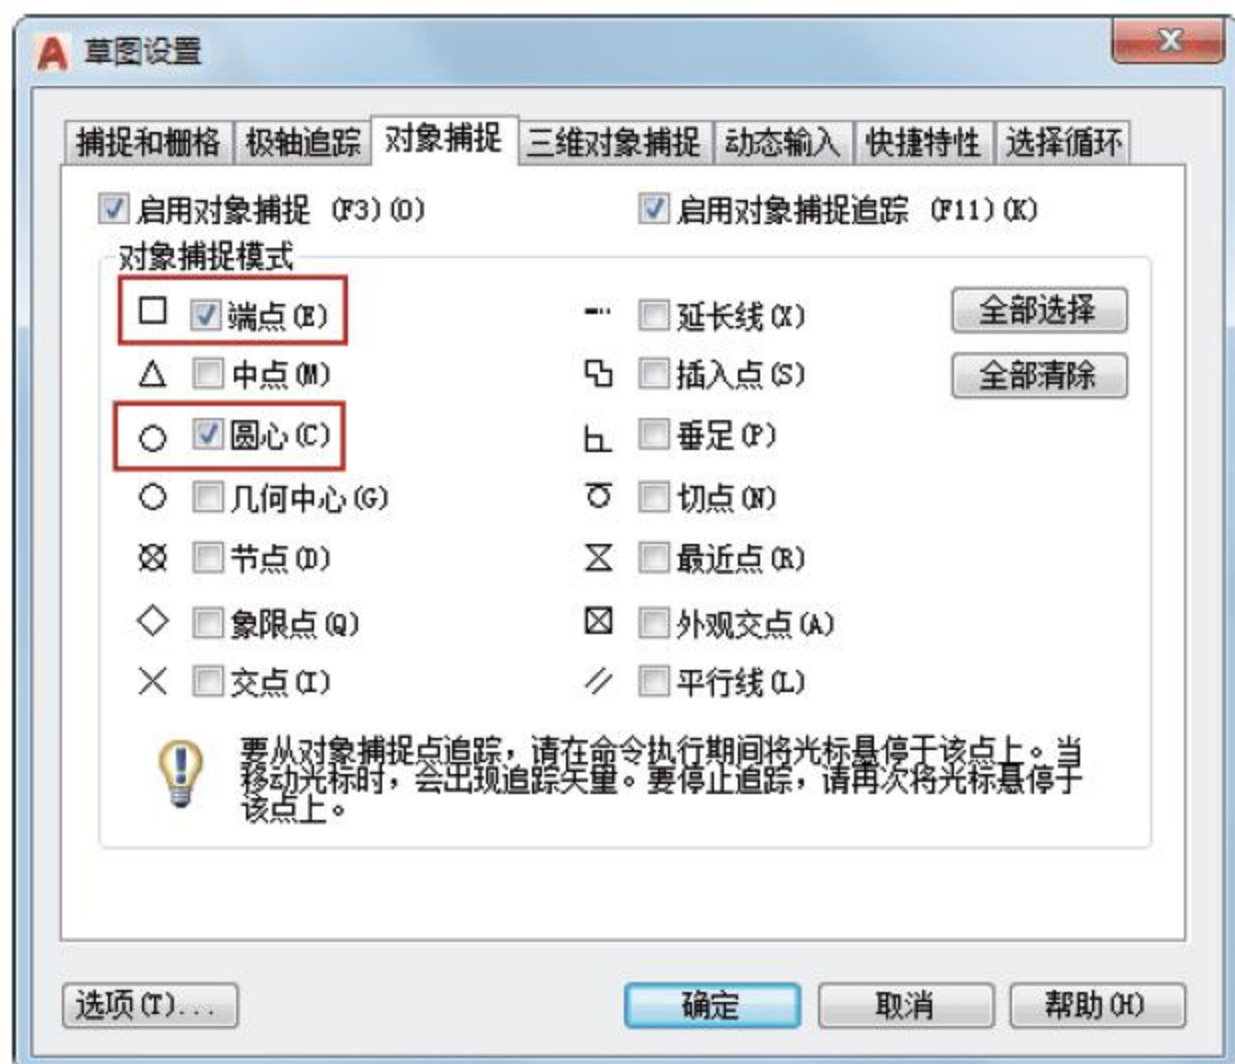 草图设置
捕捉和栅格 极轴追踪 对象捕捉 三维对象捕捉 动态输入 快捷特性 选择循环
启用对象捕捉 (F3)(O) 启用对象捕捉追踪 (F11)(K)
对象捕捉模式
端点(E) 延长线(X) 全部选择
中点(M) 插入点(S) 全部清除
圆心(C) 垂足(P)
几何中心(G) 切点(N)
节点(D) 最近点(R)
象限点(Q) 外观交点(A)
交点(I) 平行线(L)
要从对象捕捉点追踪，请在命令执行期间将光标悬停于该点上。当
移动光标时，会出现追踪矢量。要停止追踪，请再次将光标悬停于
该点上。
选项(T)... 确定 取消 帮助(H)